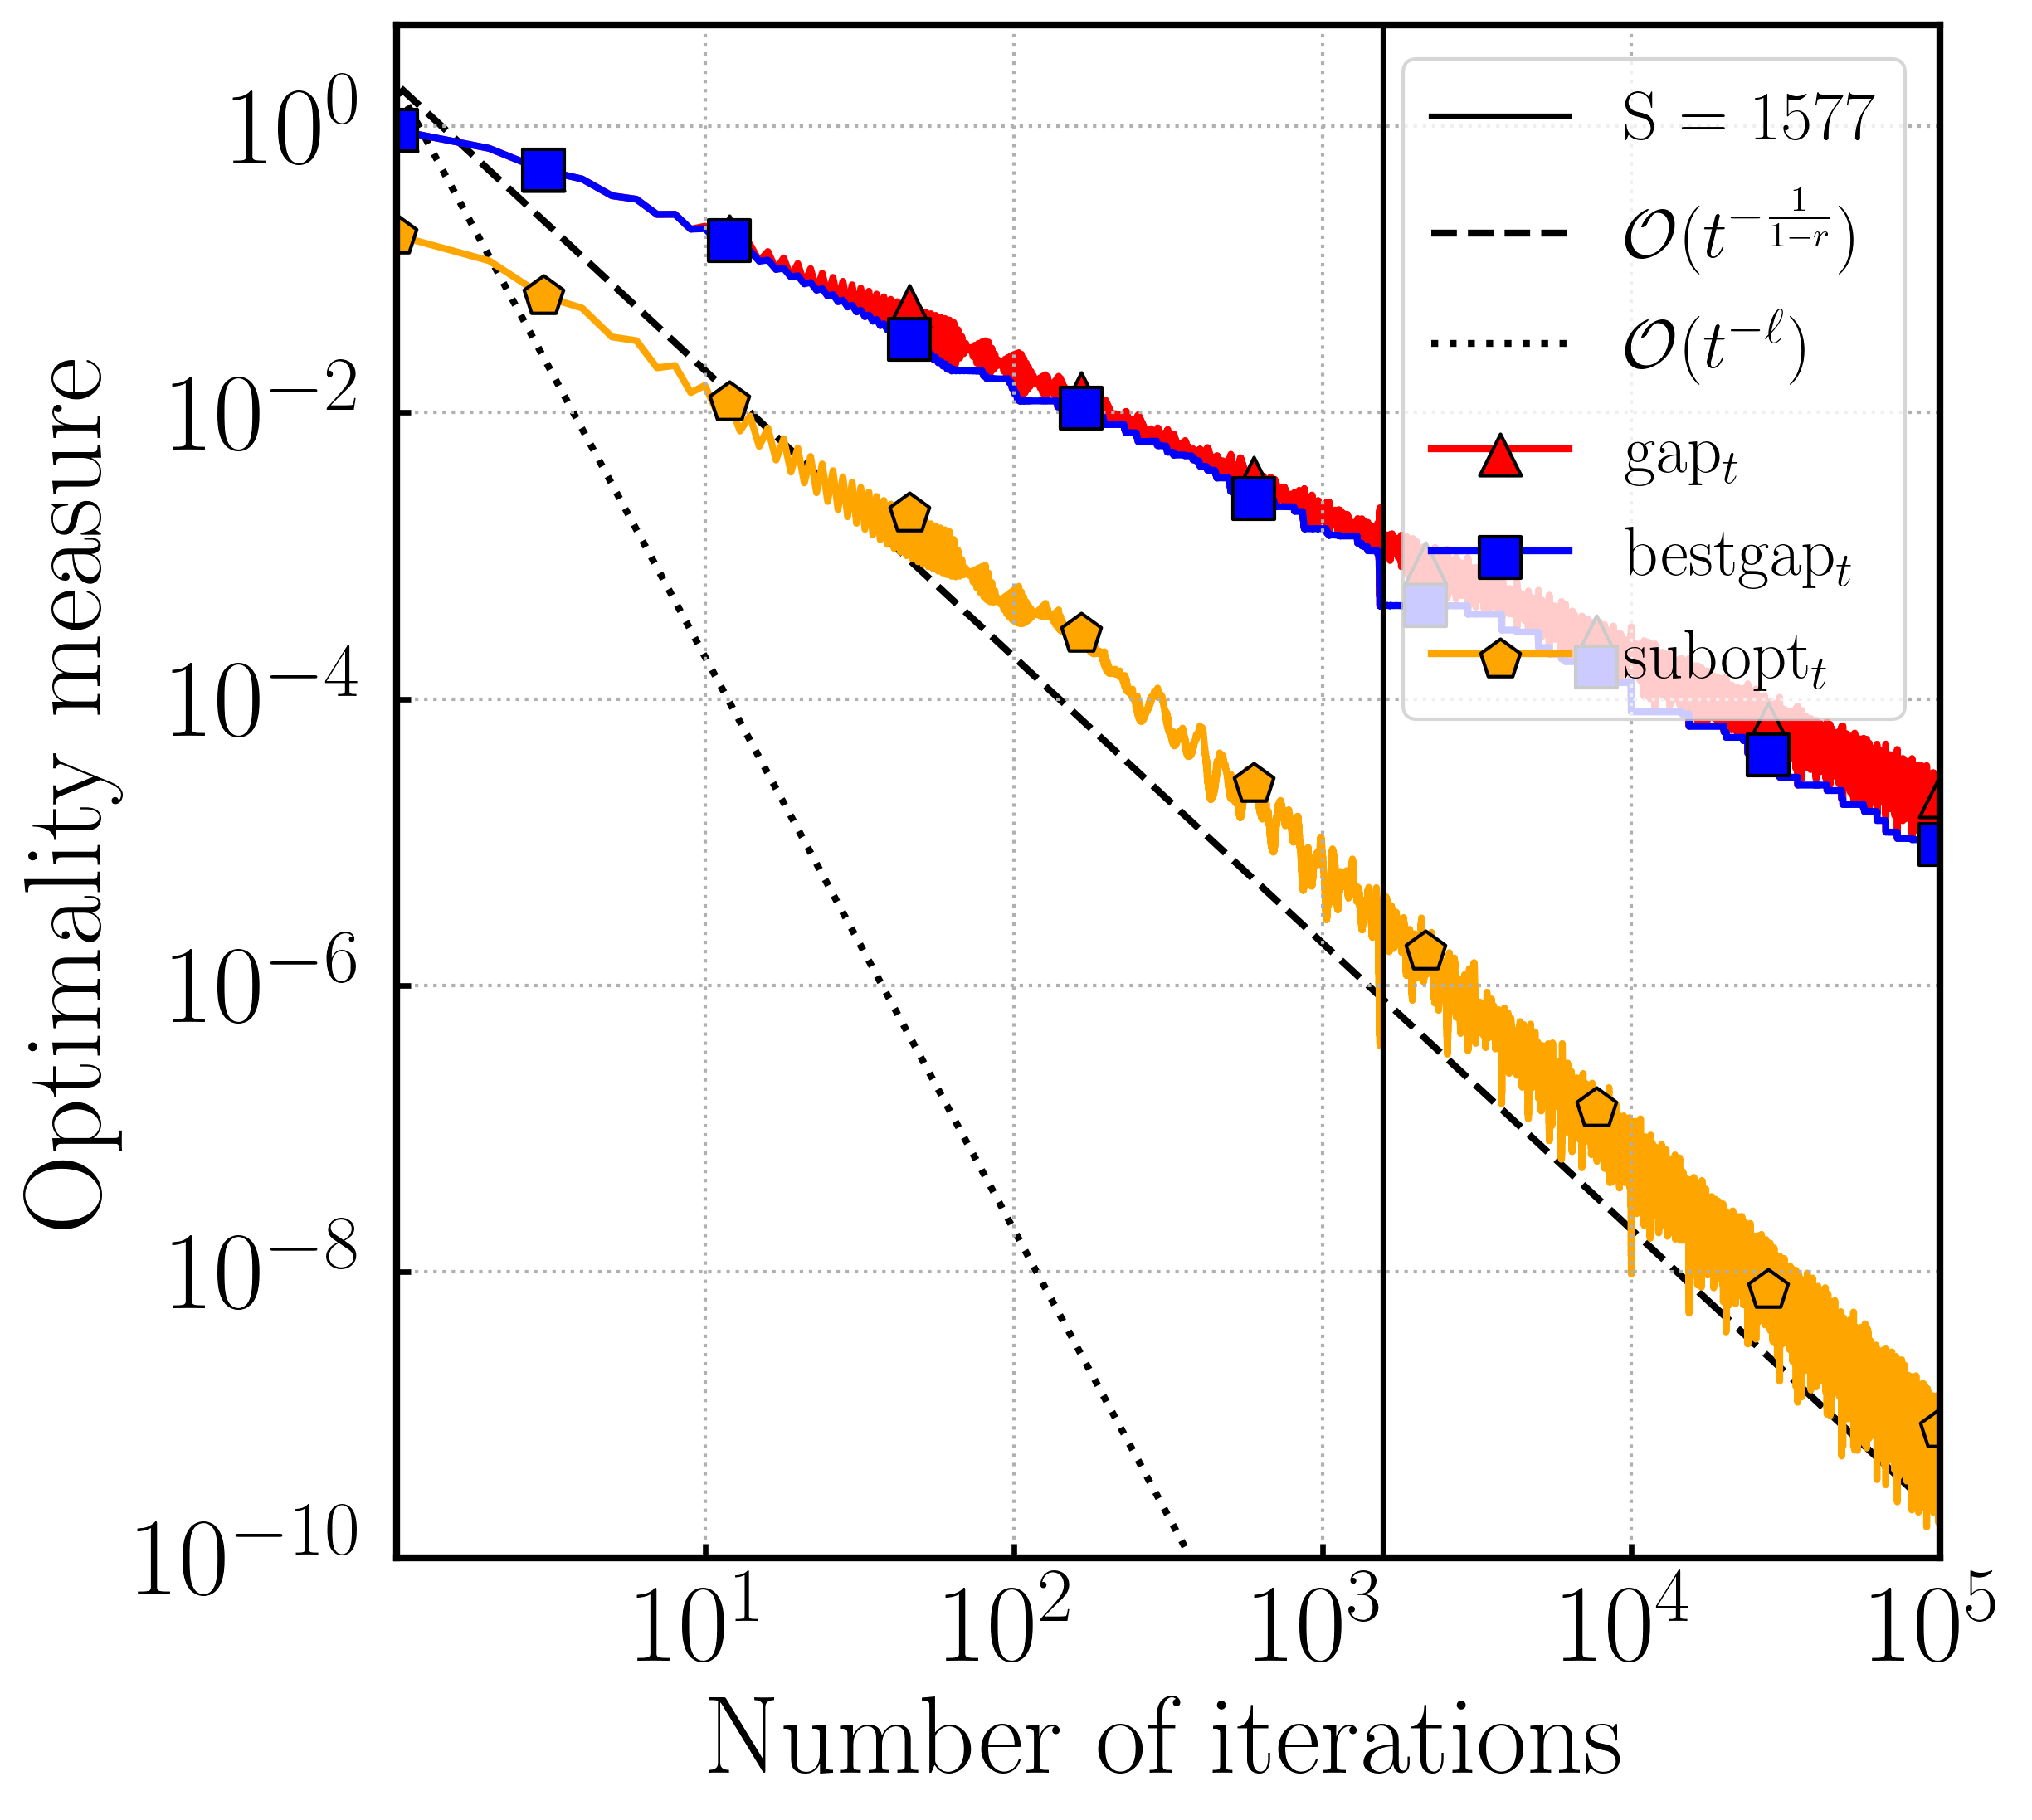 Optimality measure
10^0
10^{-2}
10^{-4}
10^{-6}
10^{-8}
10^{-10}
S = 1577
𝒪(t^{-\frac{1}{1-r}})
𝒪(t^{-ℓ})
gap_t
bestgap_t
subopt_t
10^1 10^2 10^3 10^4 10^5
Number of iterations